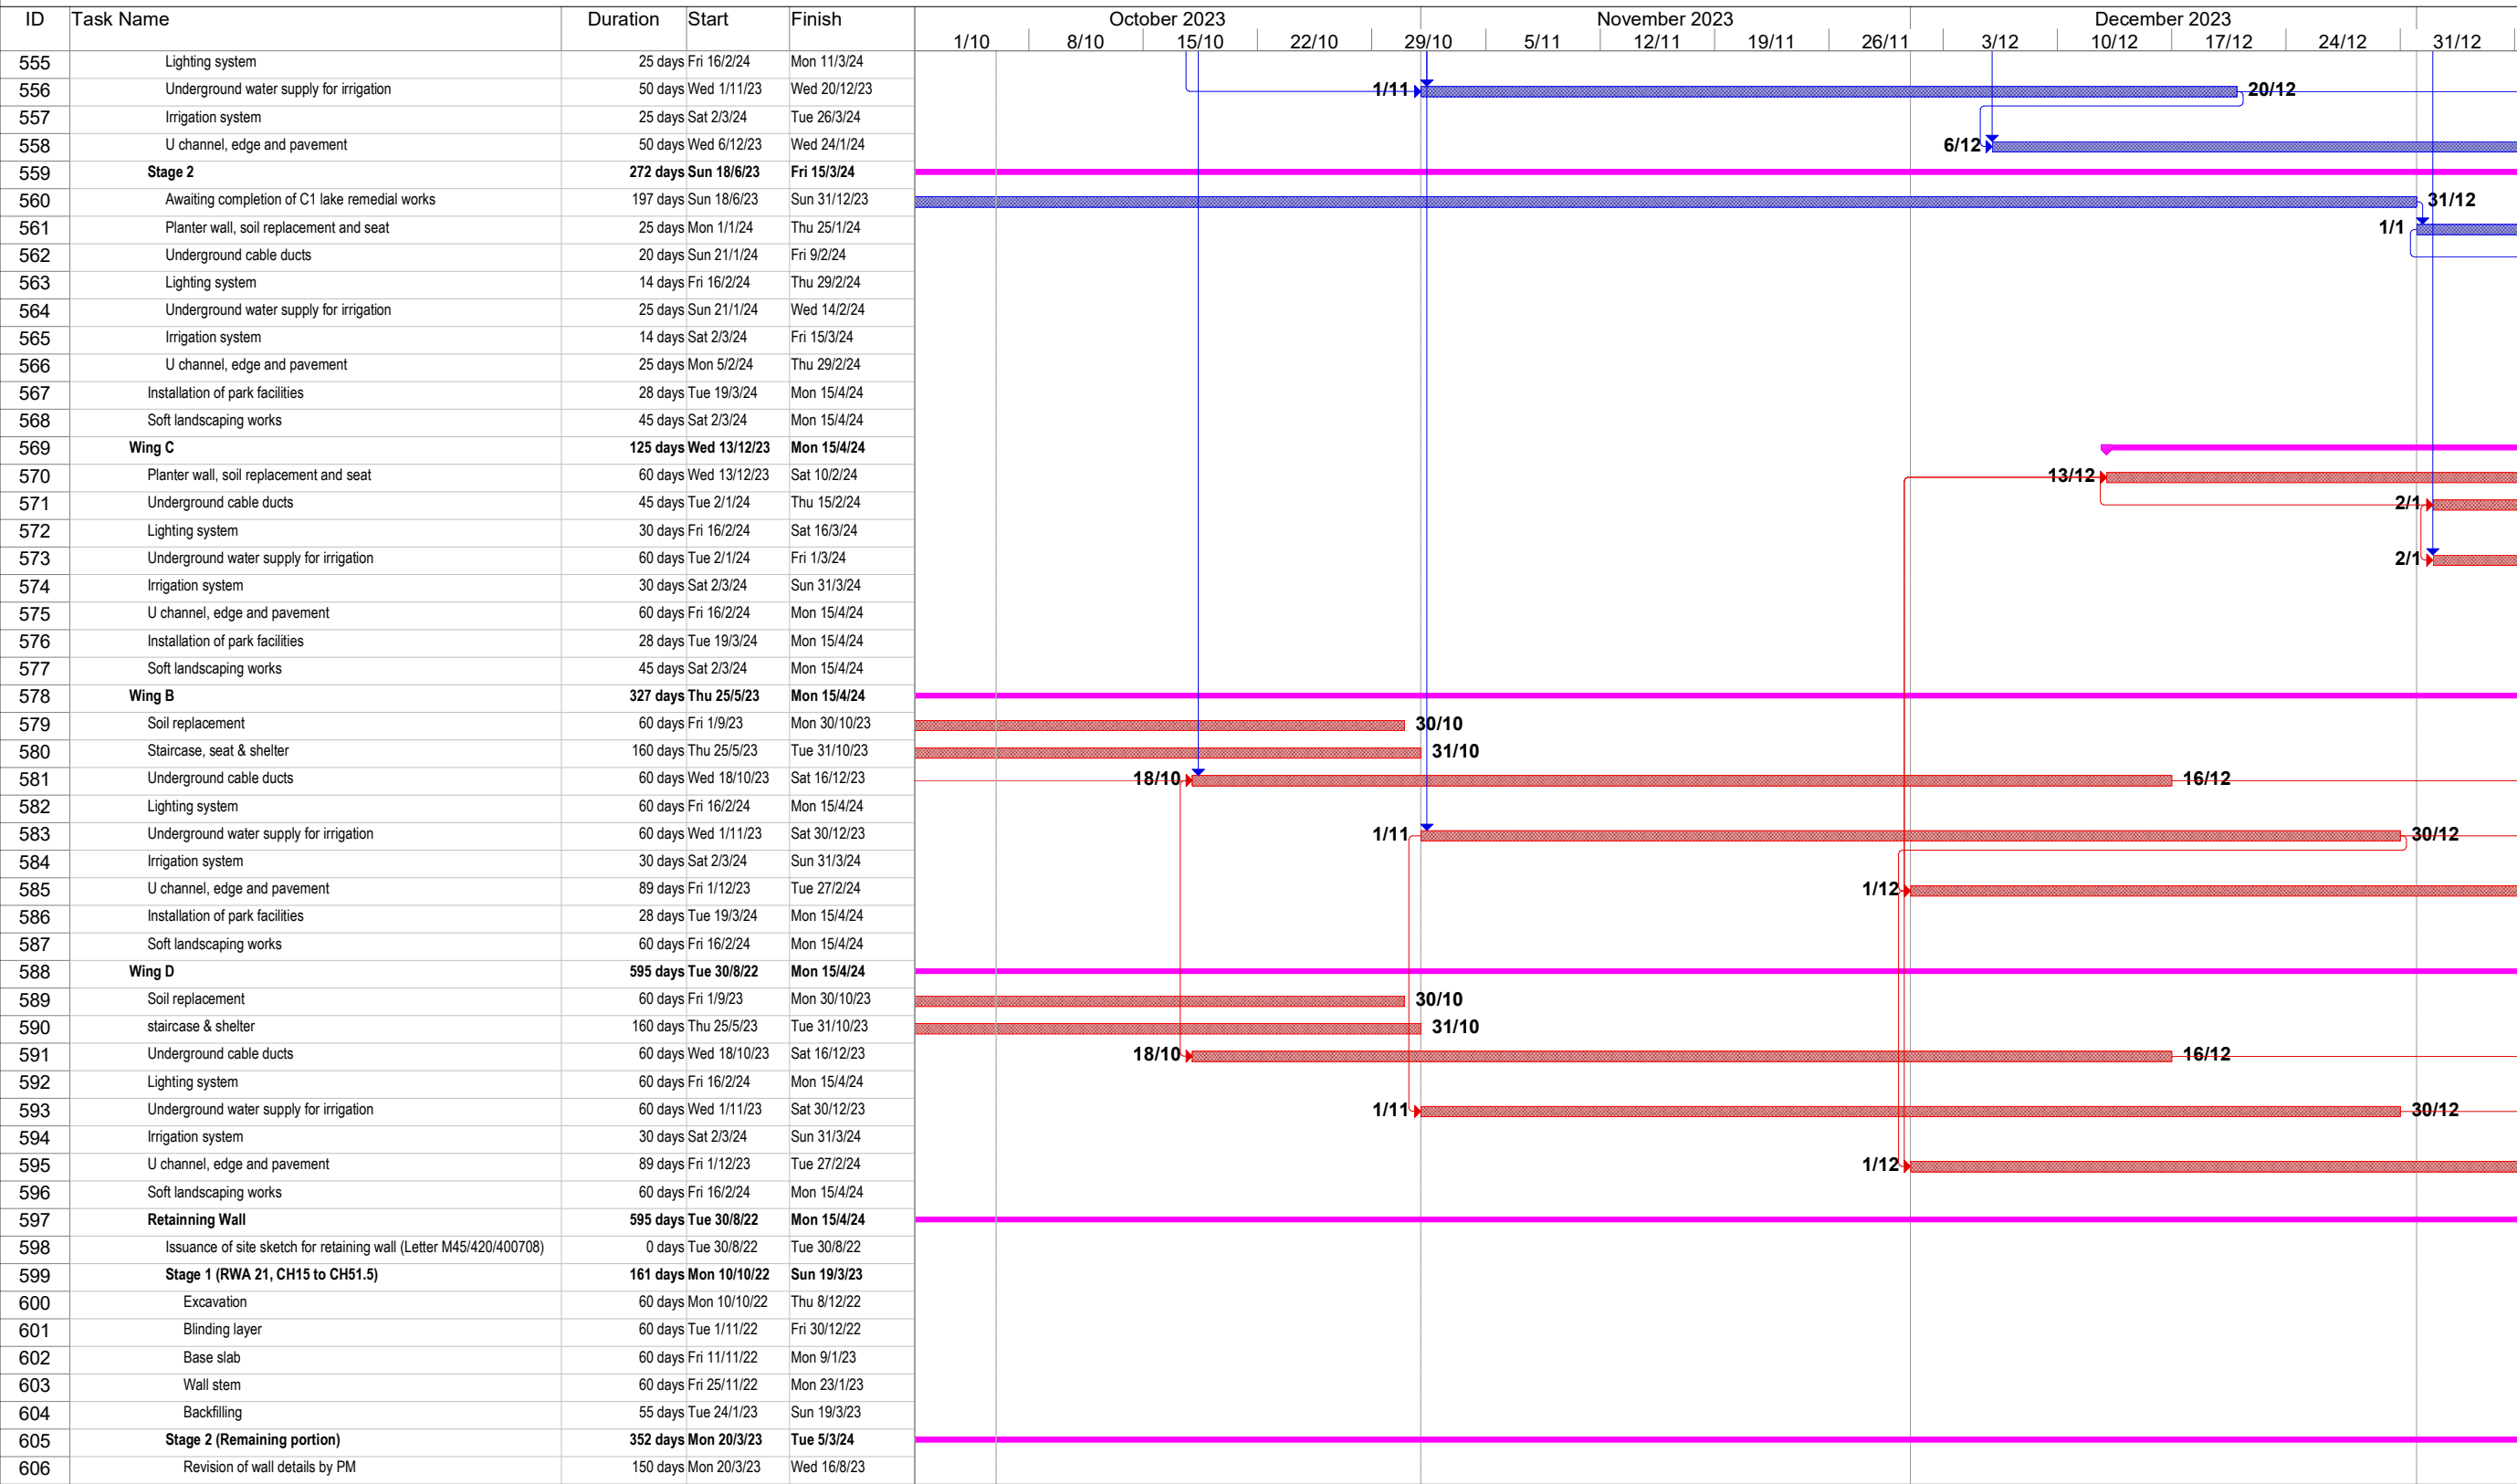 ID Task Name Duration Start Finish October 2023 November 2023 December 2023
1/10 8/10 15/10 22/10 29/10 5/11 12/11 19/11 26/11 3/12 10/12 17/12 24/12 31/12
555 Lighting system 25 days Fri 16/2/24 Mon 11/3/24
556 Underground water supply for irrigation 50 days Wed 1/11/23 Wed 20/12/23 1/11 20/12
557 Irrigation system 25 days Sat 2/3/24 Tue 26/3/24
558 U channel, edge and pavement 50 days Wed 6/12/23 Wed 24/1/24 6/12
559 Stage 2 272 days Sun 18/6/23 Fri 15/3/24
560 Awaiting completion of C1 lake remedial works 197 days Sun 18/6/23 Sun 31/12/23 31/12
561 Planter wall, soil replacement and seat 25 days Mon 1/1/24 Thu 25/1/24 1/1
562 Underground cable ducts 20 days Sun 21/1/24 Fri 9/2/24
563 Lighting system 14 days Fri 16/2/24 Thu 29/2/24
564 Underground water supply for irrigation 25 days Sun 21/1/24 Wed 14/2/24
565 Irrigation system 14 days Sat 2/3/24 Fri 15/3/24
566 U channel, edge and pavement 25 days Mon 5/2/24 Thu 29/2/24
567 Installation of park facilities 28 days Tue 19/3/24 Mon 15/4/24
568 Soft landscaping works 45 days Sat 2/3/24 Mon 15/4/24
569 Wing C 125 days Wed 13/12/23 Mon 15/4/24
570 Planter wall, soil replacement and seat 60 days Wed 13/12/23 Sat 10/2/24 13/12
571 Underground cable ducts 45 days Tue 2/1/24 Thu 15/2/24 2/1
572 Lighting system 30 days Fri 16/2/24 Sat 16/3/24
573 Underground water supply for irrigation 60 days Tue 2/1/24 Fri 1/3/24 2/1
574 Irrigation system 30 days Sat 2/3/24 Sun 31/3/24
575 U channel, edge and pavement 60 days Fri 16/2/24 Mon 15/4/24
576 Installation of park facilities 28 days Tue 19/3/24 Mon 15/4/24
577 Soft landscaping works 45 days Sat 2/3/24 Mon 15/4/24
578 Wing B 327 days Thu 25/5/23 Mon 15/4/24
579 Soil replacement 60 days Fri 1/9/23 Mon 30/10/23 30/10
580 Staircase, seat & shelter 160 days Thu 25/5/23 Tue 31/10/23 31/10
581 Underground cable ducts 60 days Wed 18/10/23 Sat 16/12/23 18/10 16/12
582 Lighting system 60 days Fri 16/2/24 Mon 15/4/24
583 Underground water supply for irrigation 60 days Wed 1/11/23 Sat 30/12/23 1/11 30/12
584 Irrigation system 30 days Sat 2/3/24 Sun 31/3/24
585 U channel, edge and pavement 89 days Fri 1/12/23 Tue 27/2/24 1/12
586 Installation of park facilities 28 days Tue 19/3/24 Mon 15/4/24
587 Soft landscaping works 60 days Fri 16/2/24 Mon 15/4/24
588 Wing D 595 days Tue 30/8/22 Mon 15/4/24
589 Soil replacement 60 days Fri 1/9/23 Mon 30/10/23 30/10
590 staircase & shelter 160 days Thu 25/5/23 Tue 31/10/23 31/10
591 Underground cable ducts 60 days Wed 18/10/23 Sat 16/12/23 18/10 16/12
592 Lighting system 60 days Fri 16/2/24 Mon 15/4/24
593 Underground water supply for irrigation 60 days Wed 1/11/23 Sat 30/12/23 1/11 30/12
594 Irrigation system 30 days Sat 2/3/24 Sun 31/3/24
595 U channel, edge and pavement 89 days Fri 1/12/23 Tue 27/2/24 1/12
596 Soft landscaping works 60 days Fri 16/2/24 Mon 15/4/24
597 Retainning Wall 595 days Tue 30/8/22 Mon 15/4/24
598 Issuance of site sketch for retaining wall (Letter M45/420/400708) 0 days Tue 30/8/22 Tue 30/8/22
599 Stage 1 (RWA 21, CH15 to CH51.5) 161 days Mon 10/10/22 Sun 19/3/23
600 Excavation 60 days Mon 10/10/22 Thu 8/12/22
601 Blinding layer 60 days Tue 1/11/22 Fri 30/12/22
602 Base slab 60 days Fri 11/11/22 Mon 9/1/23
603 Wall stem 60 days Fri 25/11/22 Mon 23/1/23
604 Backfilling 55 days Tue 24/1/23 Sun 19/3/23
605 Stage 2 (Remaining portion) 352 days Mon 20/3/23 Tue 5/3/24
606 Revision of wall details by PM 150 days Mon 20/3/23 Wed 16/8/23